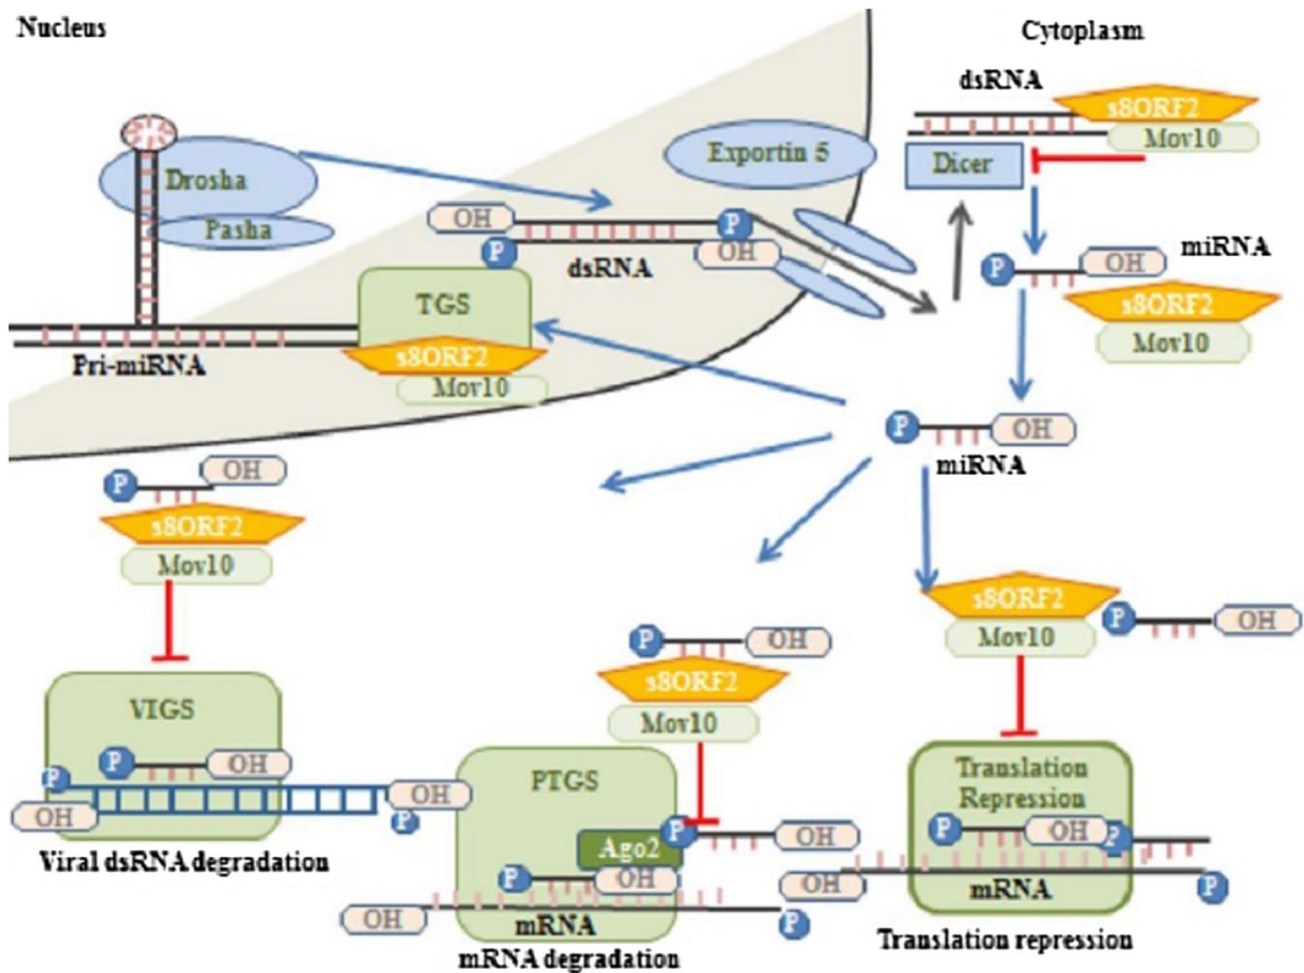 Nucleus
Cytoplasm
dsRNA
s8ORF2
Mov10
Exportin 5
Dicer
Drosha
Pasha
OH
P
P
OH
dsRNA
miRNA
P
OH
s8ORF2
Mov10
TGS
Pri-miRNA
s8ORF2
Mov10
P
OH
miRNA
P
OH
s8ORF2
Mov10
s8ORF2
Mov10
P
OH
P
OH
s8ORF2
Mov10
VIGS
P
OH
P
OH
OH
P
Viral dsRNA degradation
PTGS
Ago2
P
OH
P
OH
OH
mRNA
P
mRNA degradation
Translation
Repression
P
OH
P
OH
mRNA
P
Translation repression